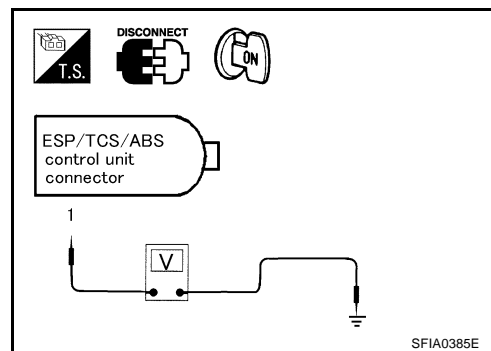 DISCONNECT
T.S.
ON
ESP/TCS/ABS
control unit
connector
1
V
SFIA0385E